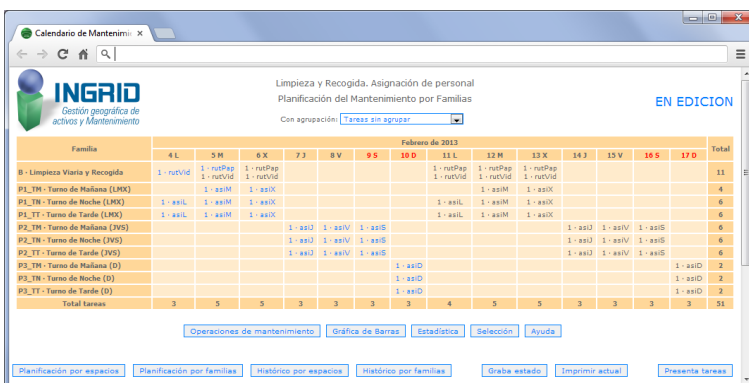 Calendario de Mantenimi
INGRID
Gestión geográfica de
activos y Mantenimiento
Limpieza y Recogida. Asignación de personal
Planificación del Mantenimiento por Familias
Con agrupación: Tareas sin agrupar
EN EDICION
Familia Febrero de 2013 Total
4 L 5 M 6 X 7 J 8 V 9 S 10 D 11 L 12 M 13 X 14 J 15 V 16 S 17 D
B - Limpieza Viaria y Recogida 1 · rutVid 1 · rutPap 1 · rutPap 1 · rutPap 1 · rutPap 1 · rutPap 11
1 · rutVid 1 · rutVid 1 · rutVid 1 · rutVid 1 · rutVid
P1_TM - Turno de Mañana (LMX) 1 · asiM 1 · asiX 1 · asiM 1 · asiX 4
P1_TN - Turno de Noche (LMX) 1 · asiL 1 · asiM 1 · asiX 1 · asiL 1 · asiM 1 · asiX 6
P1_TT - Turno de Tarde (LMX) 1 · asiL 1 · asiM 1 · asiX 1 · asiL 1 · asiM 1 · asiX 6
P2_TM - Turno de Mañana (JVS) 1 · asiJ 1 · asiV 1 · asiS 1 · asiJ 1 · asiV 1 · asiS 6
P2_TN - Turno de Noche (JVS) 1 · asiJ 1 · asiV 1 · asiS 1 · asiJ 1 · asiV 1 · asiS 6
P2_TT - Turno de Tarde (JVS) 1 · asiJ 1 · asiV 1 · asiS 1 · asiJ 1 · asiV 1 · asiS 6
P3_TM - Turno de Mañana (D) 1 · asiD 1 · asiD 2
P3_TN - Turno de Noche (D) 1 · asiD 1 · asiD 2
P3_TT - Turno de Tarde (D) 1 · asiD 1 · asiD 2
Total tareas 3 5 5 3 3 3 3 4 5 5 3 3 3 3 51
Operaciones de mantenimiento Gráfica de Barras Estadística Selección Ayuda
Planificación por espacios Planificación por familias Histórico por espacios Histórico por familias Graba estado Imprimir actual Presenta tareas